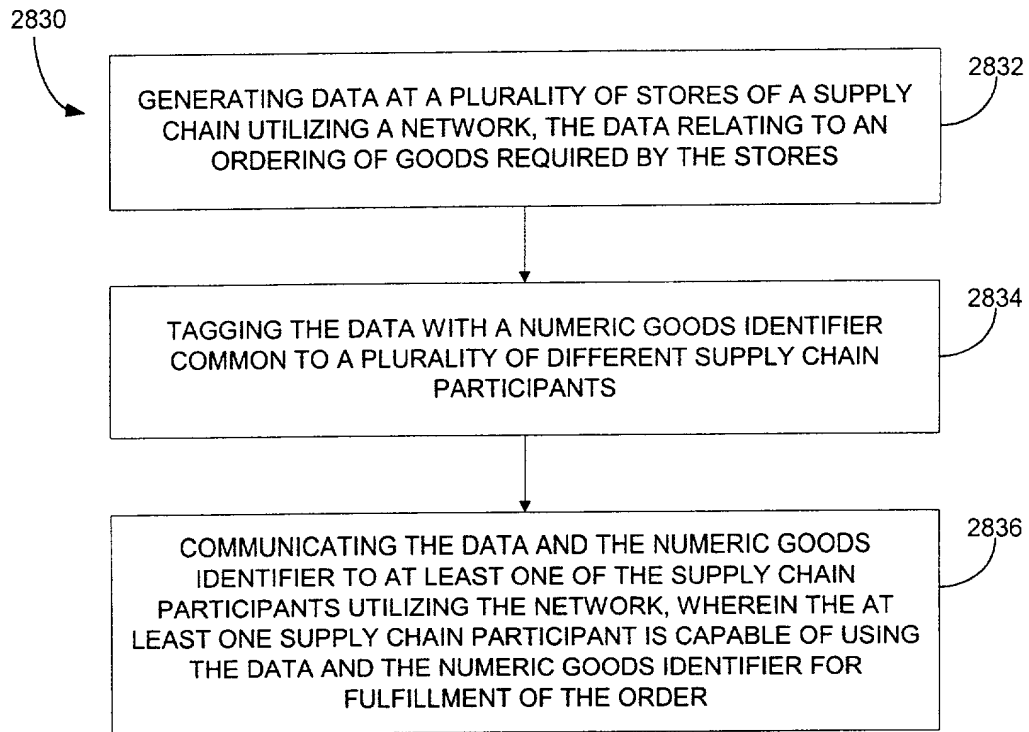 2830
2832
GENERATING DATA AT A PLURALITY OF STORES OF A SUPPLY
CHAIN UTILIZING A NETWORK, THE DATA RELATING TO AN
ORDERING OF GOODS REQUIRED BY THE STORES
2834
TAGGING THE DATA WITH A NUMERIC GOODS IDENTIFIER
COMMON TO A PLURALITY OF DIFFERENT SUPPLY CHAIN
PARTICIPANTS
2836
COMMUNICATING THE DATA AND THE NUMERIC GOODS
IDENTIFIER TO AT LEAST ONE OF THE SUPPLY CHAIN
PARTICIPANTS UTILIZING THE NETWORK, WHEREIN THE AT
LEAST ONE SUPPLY CHAIN PARTICIPANT IS CAPABLE OF USING
THE DATA AND THE NUMERIC GOODS IDENTIFIER FOR
FULFILLMENT OF THE ORDER